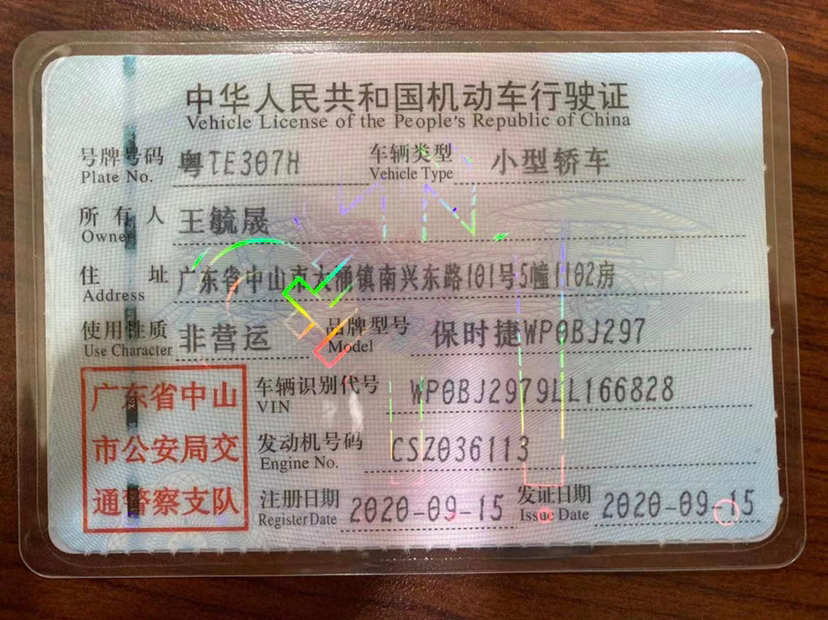 中华人民共和国机动车行驶证
Vehicle License of the People's Republic of China
号牌号码 粤TE307H 车辆类型 小型轿车
Plate No. Vehicle Type
所有人 王毓晟
Owner
住址 广东省中山市大涌镇南兴东路101号5幢1102房
Address
使用性质 非营运 品牌型号 保时捷WP0BJ297
Use Character Model
广东省中山
市公安局交
通警察支队
车辆识别代号 WP0BJ2979LL166828
VIN
发动机号码 CSZ036113
Engine No.
注册日期 2020-09-15 发证日期 2020-09-15
Register Date Issue Date